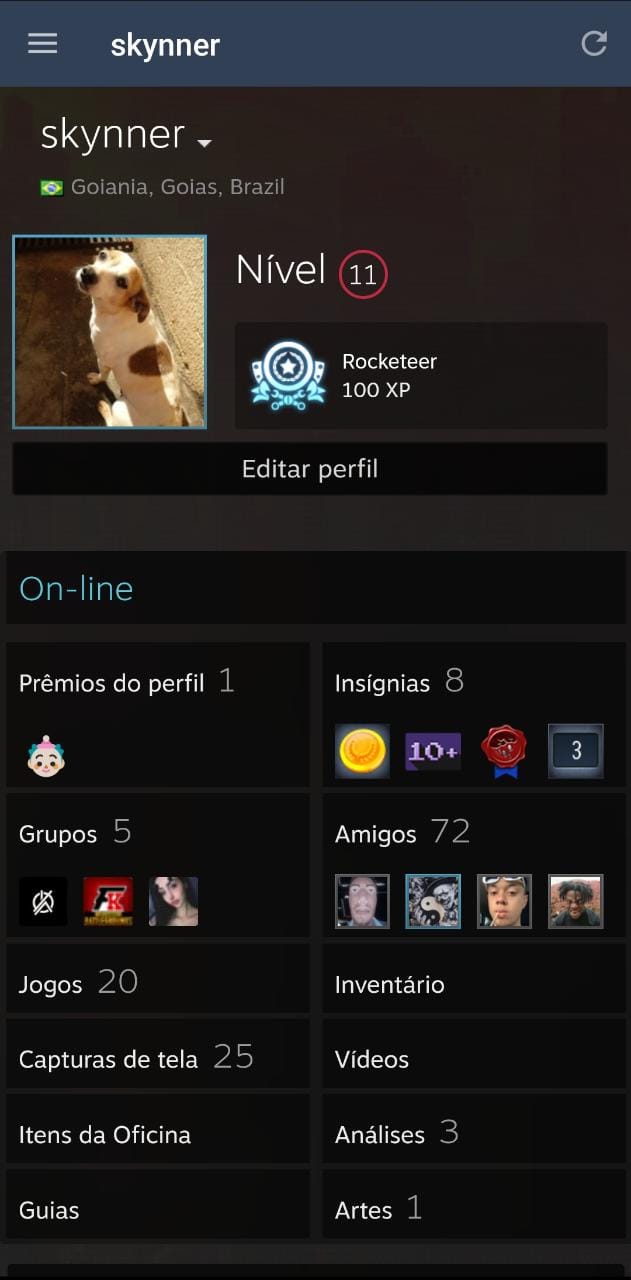 skynner
skynner
Goiania, Goias, Brazil
Nível 11
Rocketeer
100 XP
Editar perfil
On-line
Prêmios do perfil 1
Insígnias 8
10+
3
Grupos 5
Amigos 72
FK
Jogos 20
Inventário
Capturas de tela 25
Vídeos
Itens da Oficina
Análises 3
Guias
Artes 1